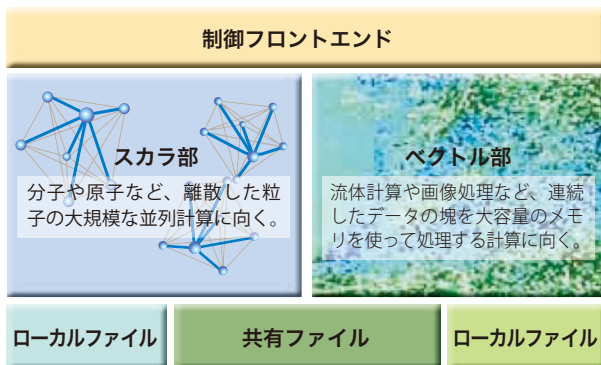 制御フロントエンド
スカラ部
分子や原子など、離散した粒
子の大規模な並列計算に向く。
ベクトル部
流体計算や画像処理など、連続
したデータの塊を大容量のメモ
リを使って処理する計算に向く。
ローカルファイル
共有ファイル
ローカルファイル